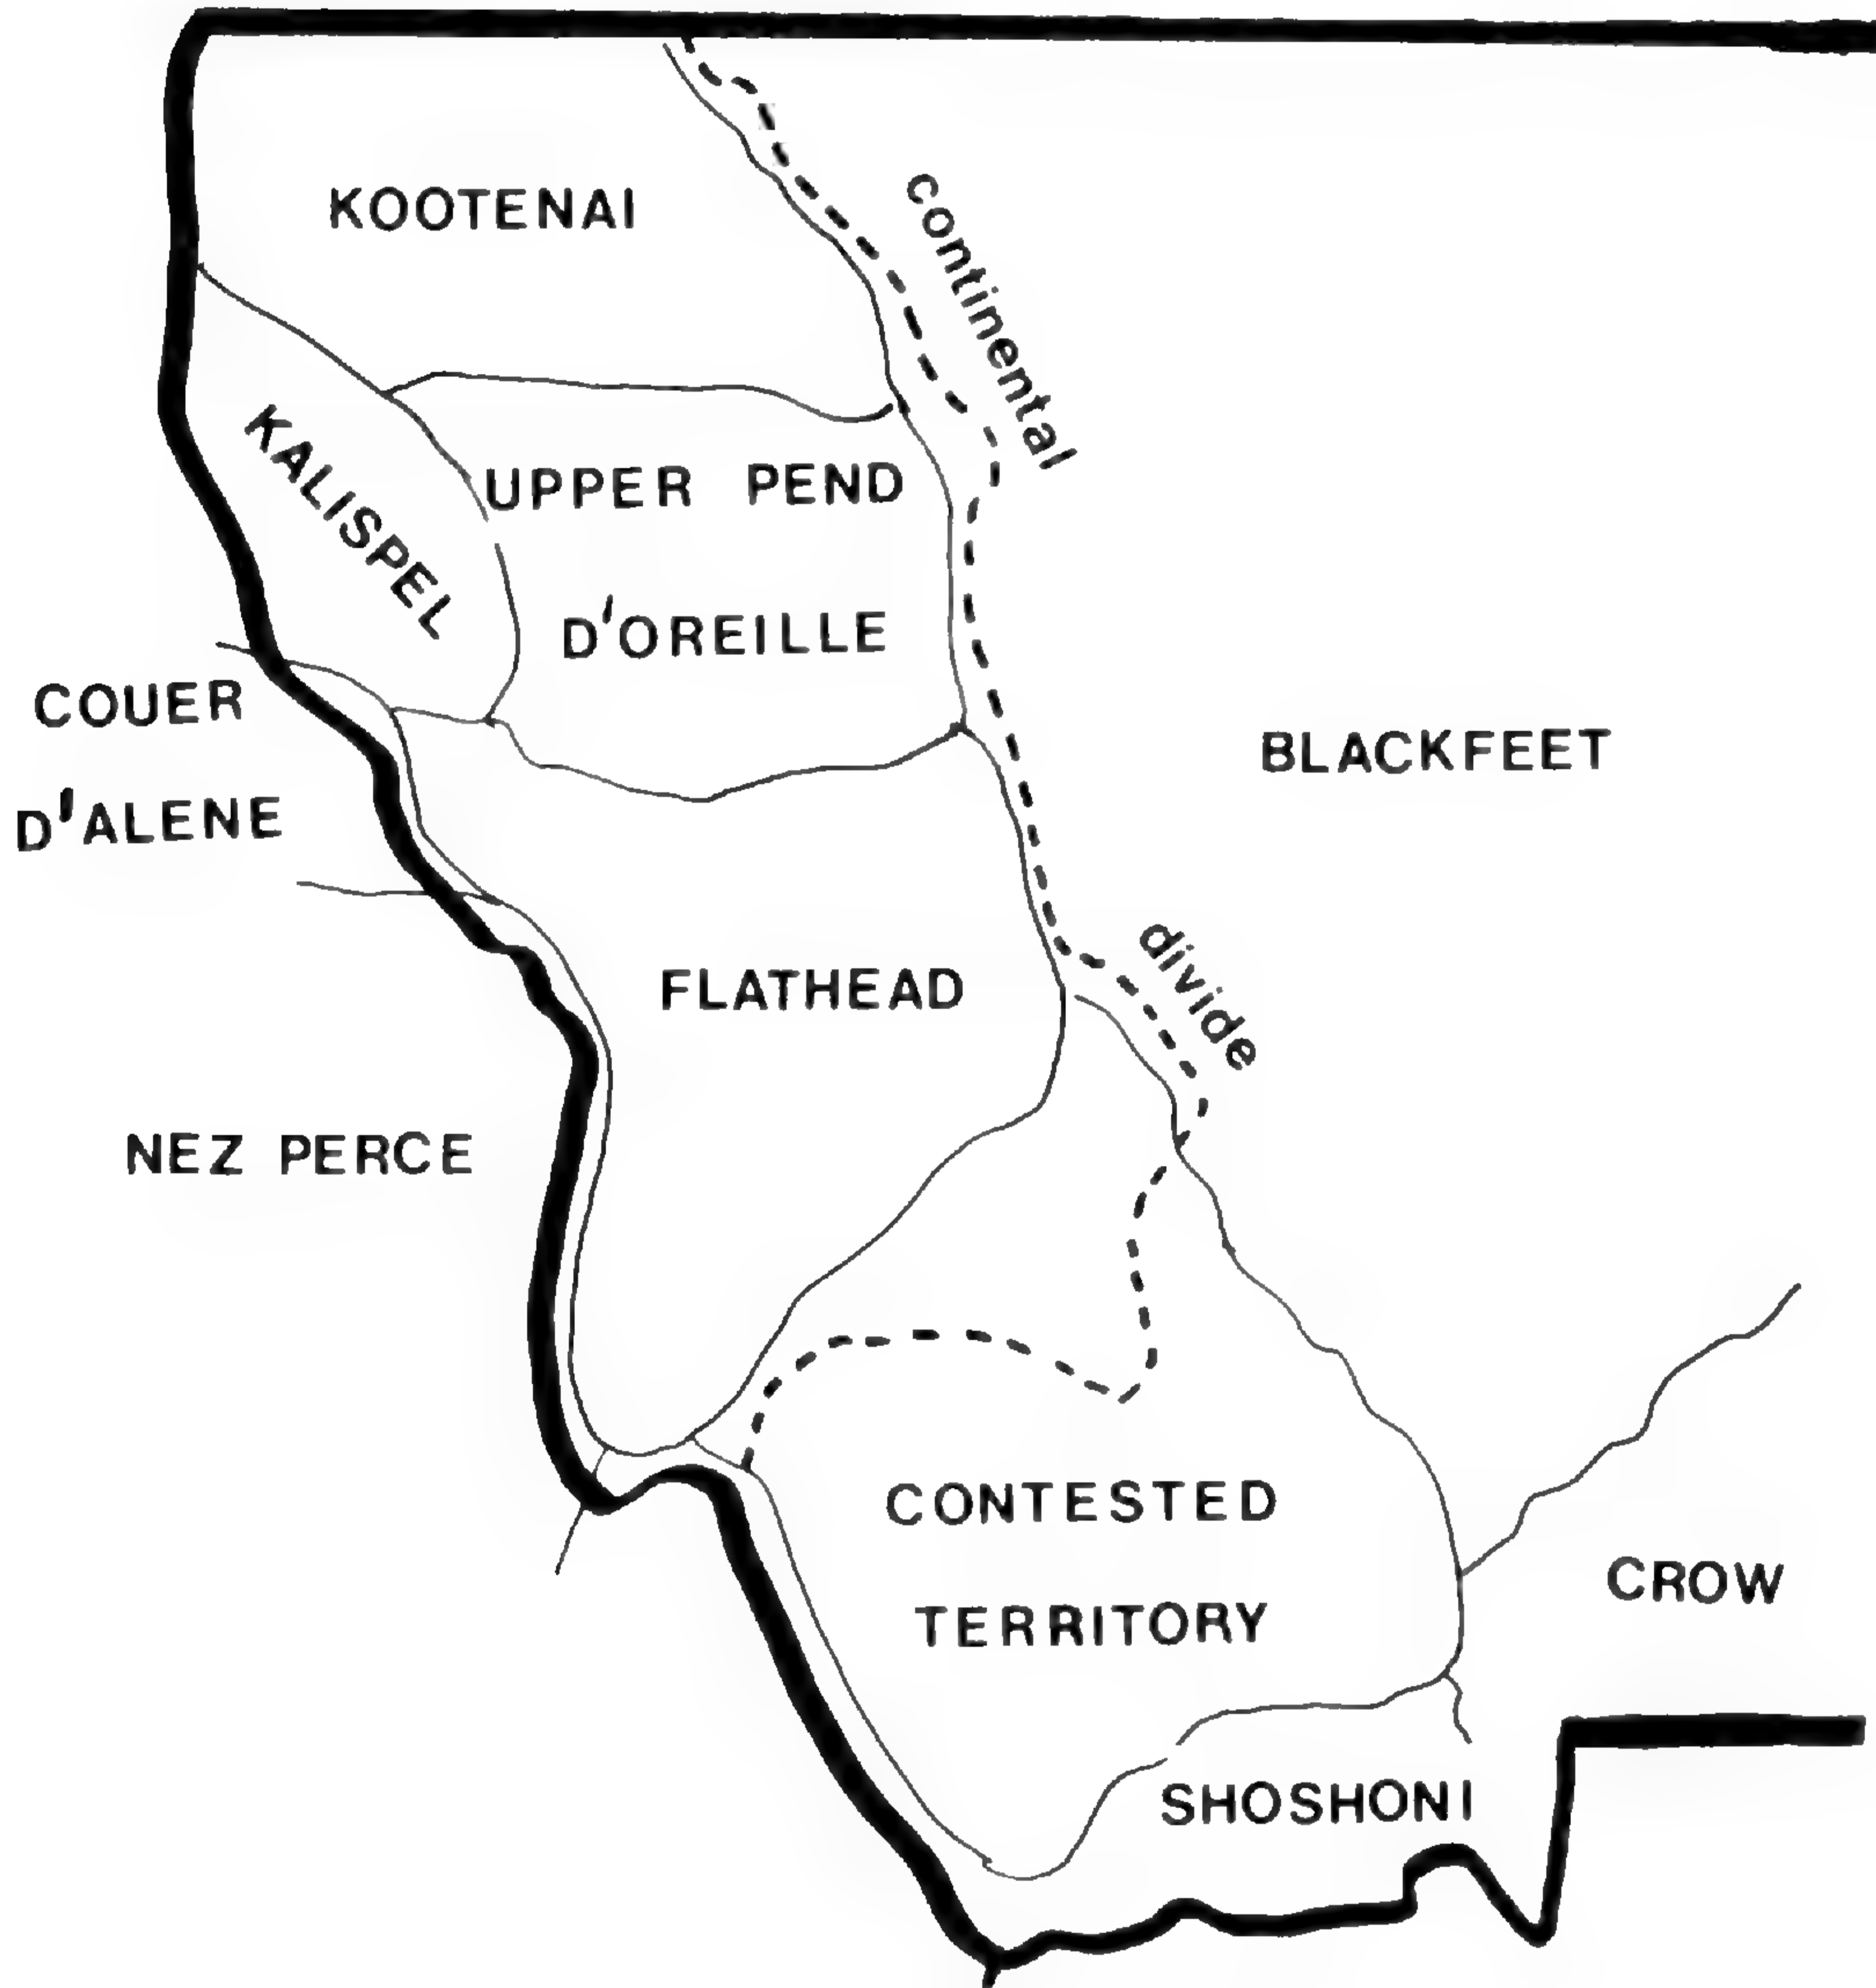 KOOTENAI
continental
KALISPEL
UPPER PEND
D'OREILLE
COUER
D'ALENE
BLACKFEET
FLATHEAD
divide
NEZ PERCE
CONTESTED
TERRITORY
CROW
SHOSHONI